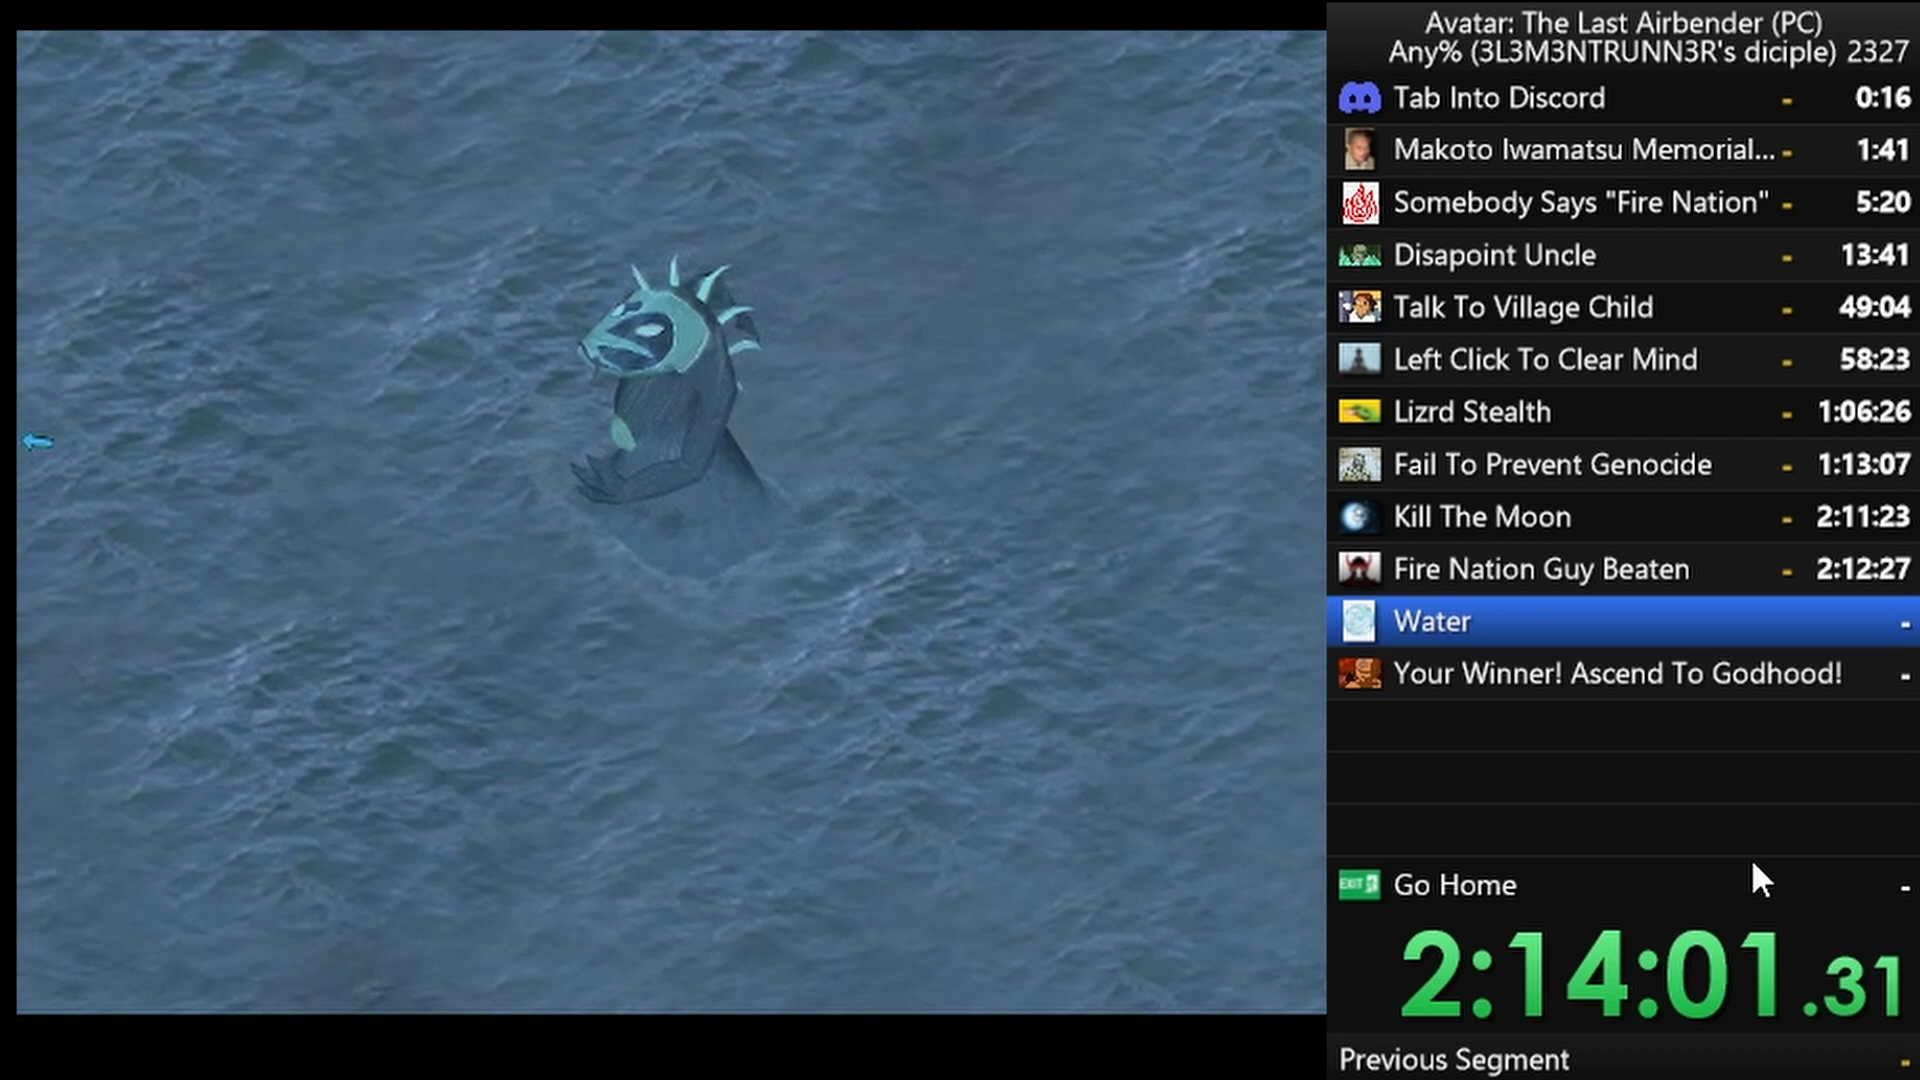 Avatar: The Last Airbender (PC)
Any% (3L3M3NTRUNN3R's diciple) 2327
Tab Into Discord - 0:16
Makoto Iwamatsu Memorial... - 1:41
Somebody Says "Fire Nation" - 5:20
Disapoint Uncle - 13:41
Talk To Village Child - 49:04
Left Click To Clear Mind - 58:23
Lizrd Stealth - 1:06:26
Fail To Prevent Genocide - 1:13:07
Kill The Moon - 2:11:23
Fire Nation Guy Beaten - 2:12:27
Water -
Your Winner! Ascend To Godhood! -
EXIT Go Home -
2:14:01.31
Previous Segment -